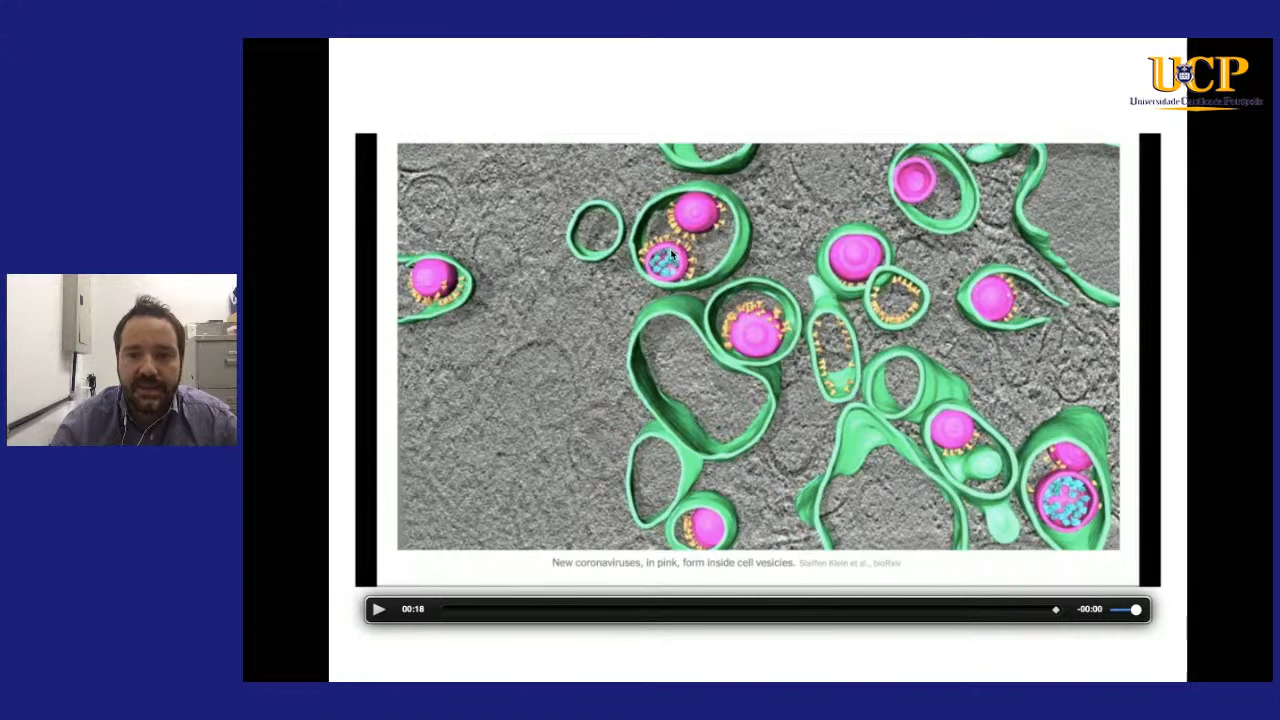 UCP
Universidade Católica de Petrópolis
New coronaviruses, in pink, form inside cell vesicles. Steffen Klein et al., bioRxiv
00:18
-00:00